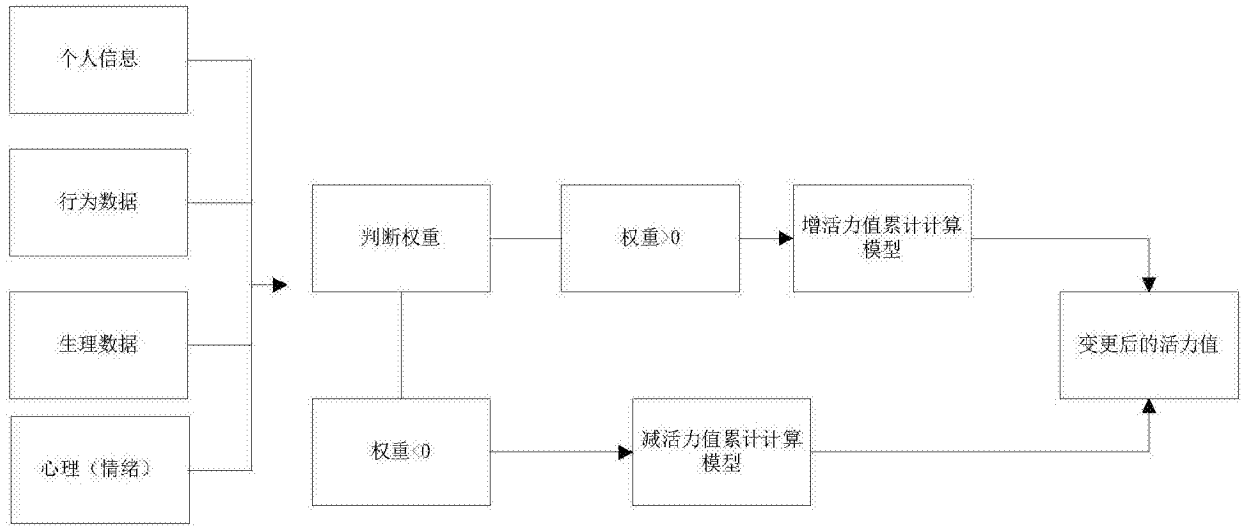 个人信息
行为数据
生理数据
心理（情绪）
判断权重
权重>0
增活力值累计计算
模型
权重<0
减活力值累计计算
模型
变更后的活力值